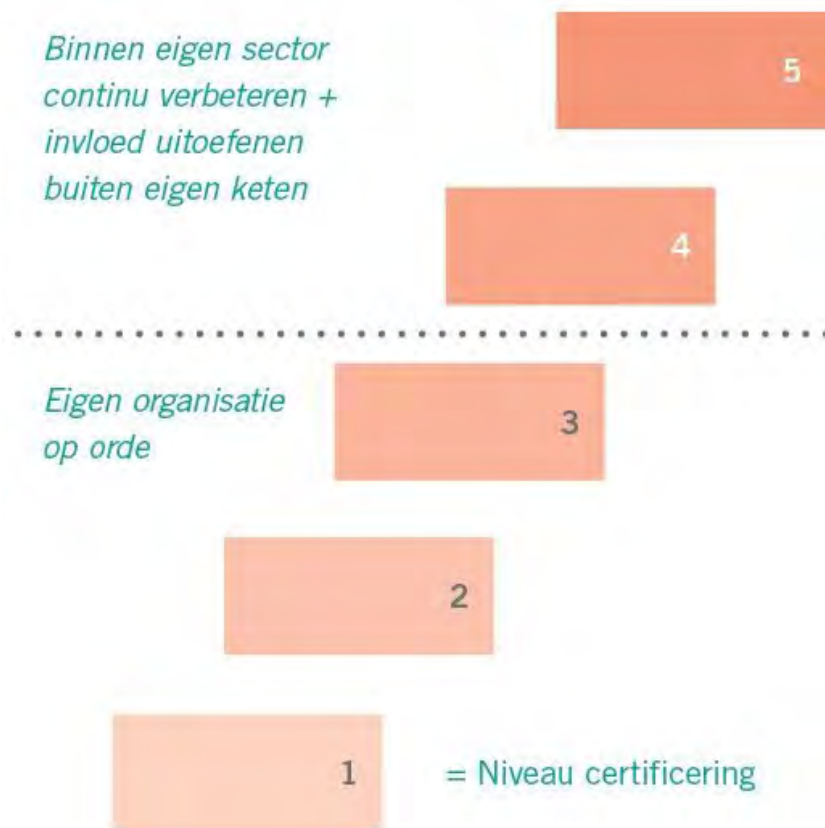 Binnen eigen sector
continu verbeteren +
invloed uitoefenen
buiten eigen keten
5
4
Eigen organisatie
op orde
3
2
1
= Niveau certificering